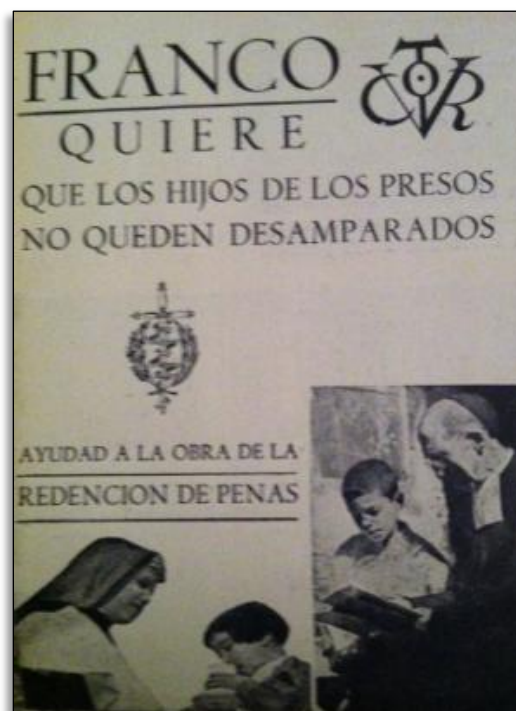 FRANCO
QUIERE
QUE LOS HIJOS DE LOS PRESOS
NO QUEDEN DESAMPARADOS
AYUDAD A LA OBRA DE LA
REDENCION DE PENAS